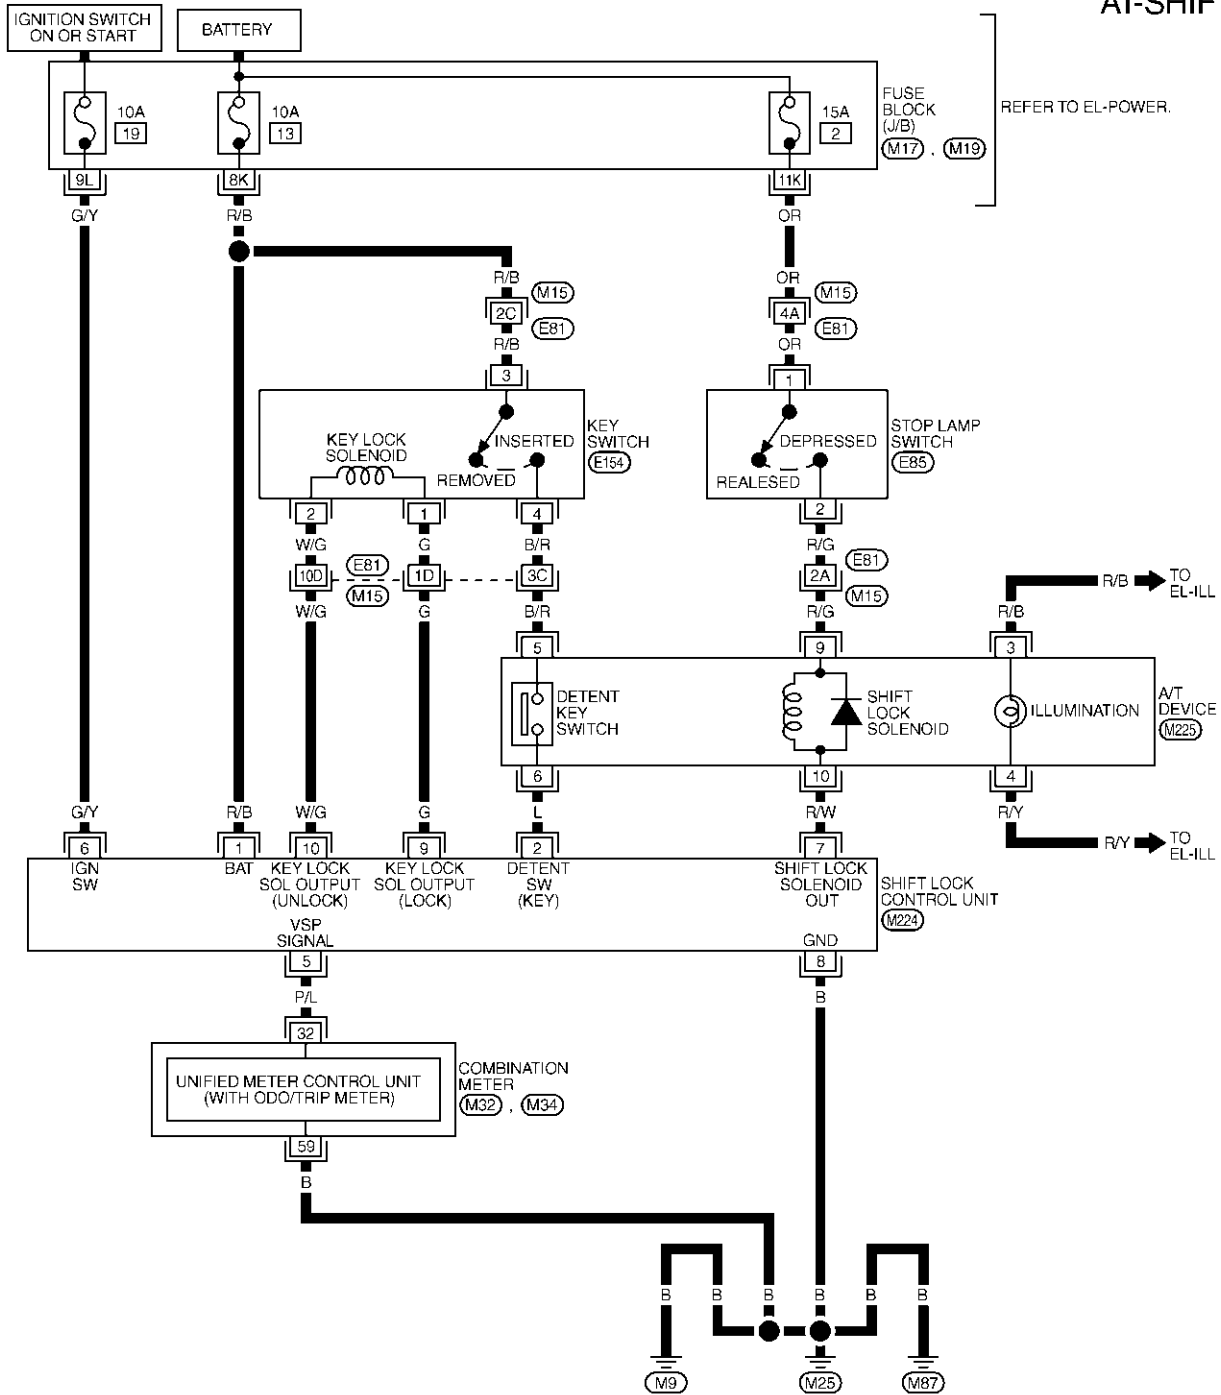 AT-SHIF
IGNITION SWITCH
ON OR START
BATTERY
10A
19
10A
13
15A
2
FUSE
BLOCK
(J/B)
M17 , M19
REFER TO EL-POWER.
9L
8K
11K
G/Y
R/B
OR
R/B
M15
OR
M15
2C
4A
E81
E81
R/B
OR
3
1
KEY LOCK
SOLENOID
INSERTED
REMOVED
KEY
SWITCH
E154
DEPRESSED
REALESED
STOP LAMP
SWITCH
E85
2
1
4
2
W/G
G
B/R
R/G
10D
E81
M15
1D
3C
2A
E81
M15
W/G
G
B/R
R/G
R/B
TO
EL-ILL
R/B
5
9
3
DETENT
KEY
SWITCH
SHIFT
LOCK
SOLENOID
ILLUMINATION
A/T
DEVICE
M225
6
10
4
G/Y
R/B
W/G
G
L
R/W
R/Y
R/Y
TO
EL-ILL
6
1
10
9
2
7
IGN
SW
BAT
KEY LOCK
SOL OUTPUT
(UNLOCK)
KEY LOCK
SOL OUTPUT
(LOCK)
DETENT
SW
(KEY)
SHIFT LOCK
SOLENOID
OUT
SHIFT LOCK
CONTROL UNIT
M224
VSP
SIGNAL
GND
5
8
P/L
B
32
UNIFIED METER CONTROL UNIT
(WITH ODO/TRIP METER)
COMBINATION
METER
M32 , M34
59
B
B
B
B
B
B
B
M9
M25
M87